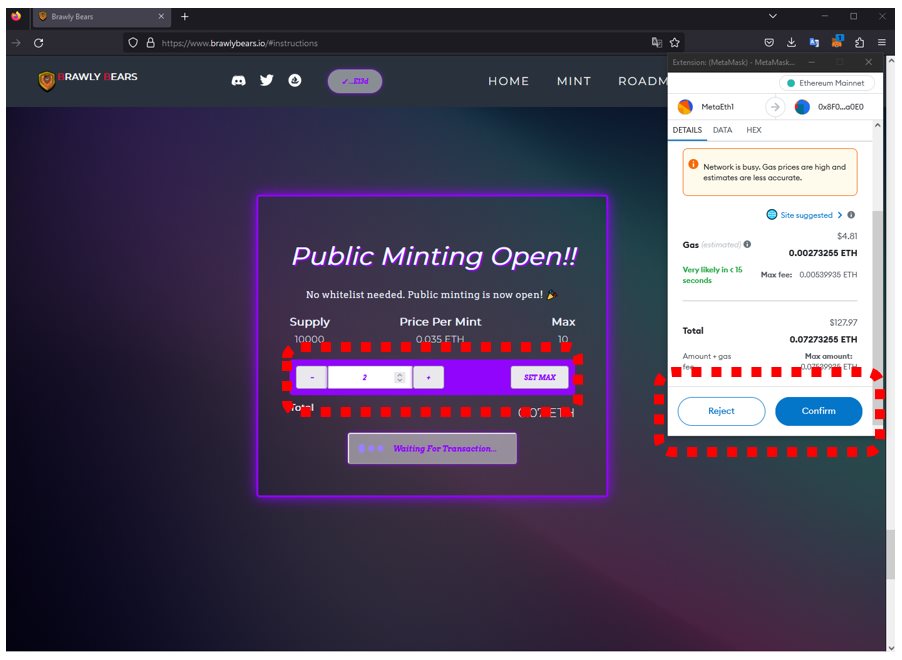 Brawly Bears
https://www.brawlybears.io/#instructions
BRAWLY BEARS
HOME MINT ROADM
Extension: (MetaMask) - MetaMask...
Ethereum Mainnet
MetaEth1
0x8F0...a0E0
DETAILS DATA HEX
Network is busy. Gas prices are high and
estimates are less accurate.
Site suggested
$4.81
Gas (estimated)
0.00273255 ETH
Very likely in < 15
seconds
Max fee: 0.00539935 ETH
$127.97
Total
0.07273255 ETH
Amount + gas
fee
Max amount:
0.07539935 ETH
Reject
Confirm
Public Minting Open!!
No whitelist needed. Public minting is now open!
Supply Price Per Mint Max
10000 0.035 ETH 10
- 2 + SET MAX
Total
0.07 ETH
Waiting For Transaction...